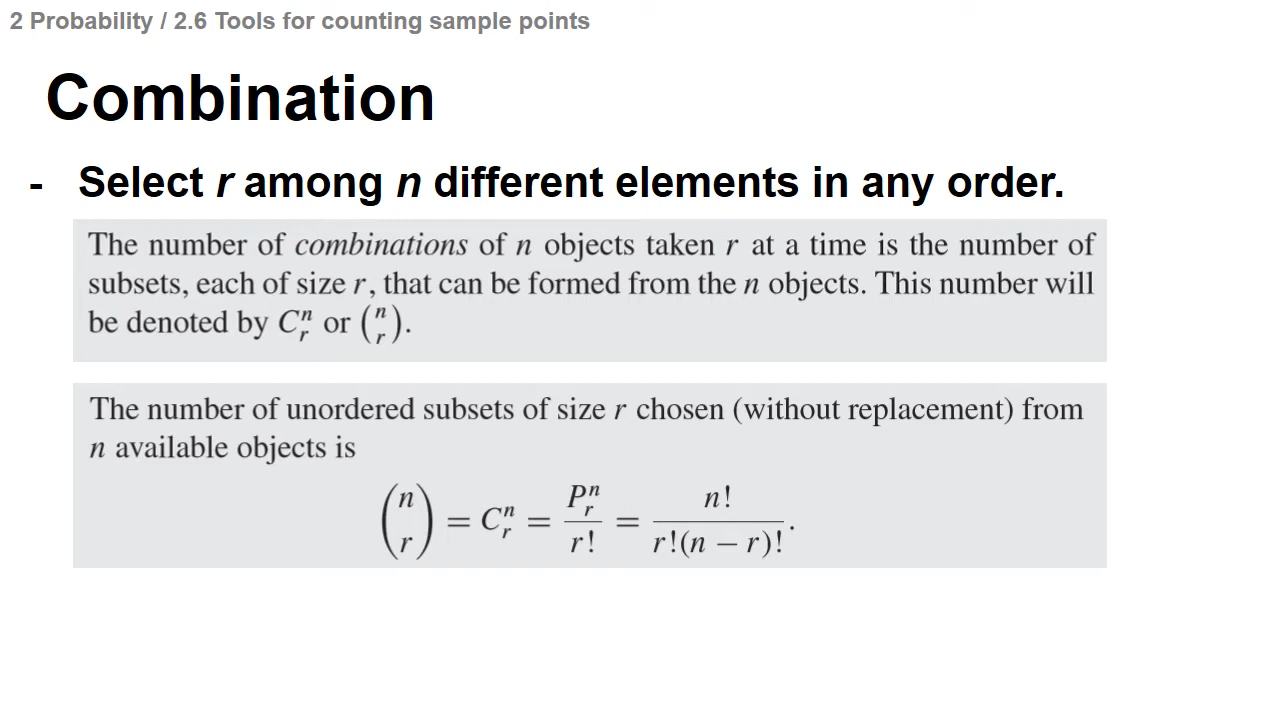 2 Probability / 2.6 Tools for counting sample points
Combination
- Select r among n different elements in any order.
The number of combinations of n objects taken r at a time is the number of
subsets, each of size r, that can be formed from the n objects. This number will
be denoted by C^n_r or (n r).
The number of unordered subsets of size r chosen (without replacement) from
n available objects is
(n r) = C^n_r = P^n_r / r! = n! / r!(n − r)! .